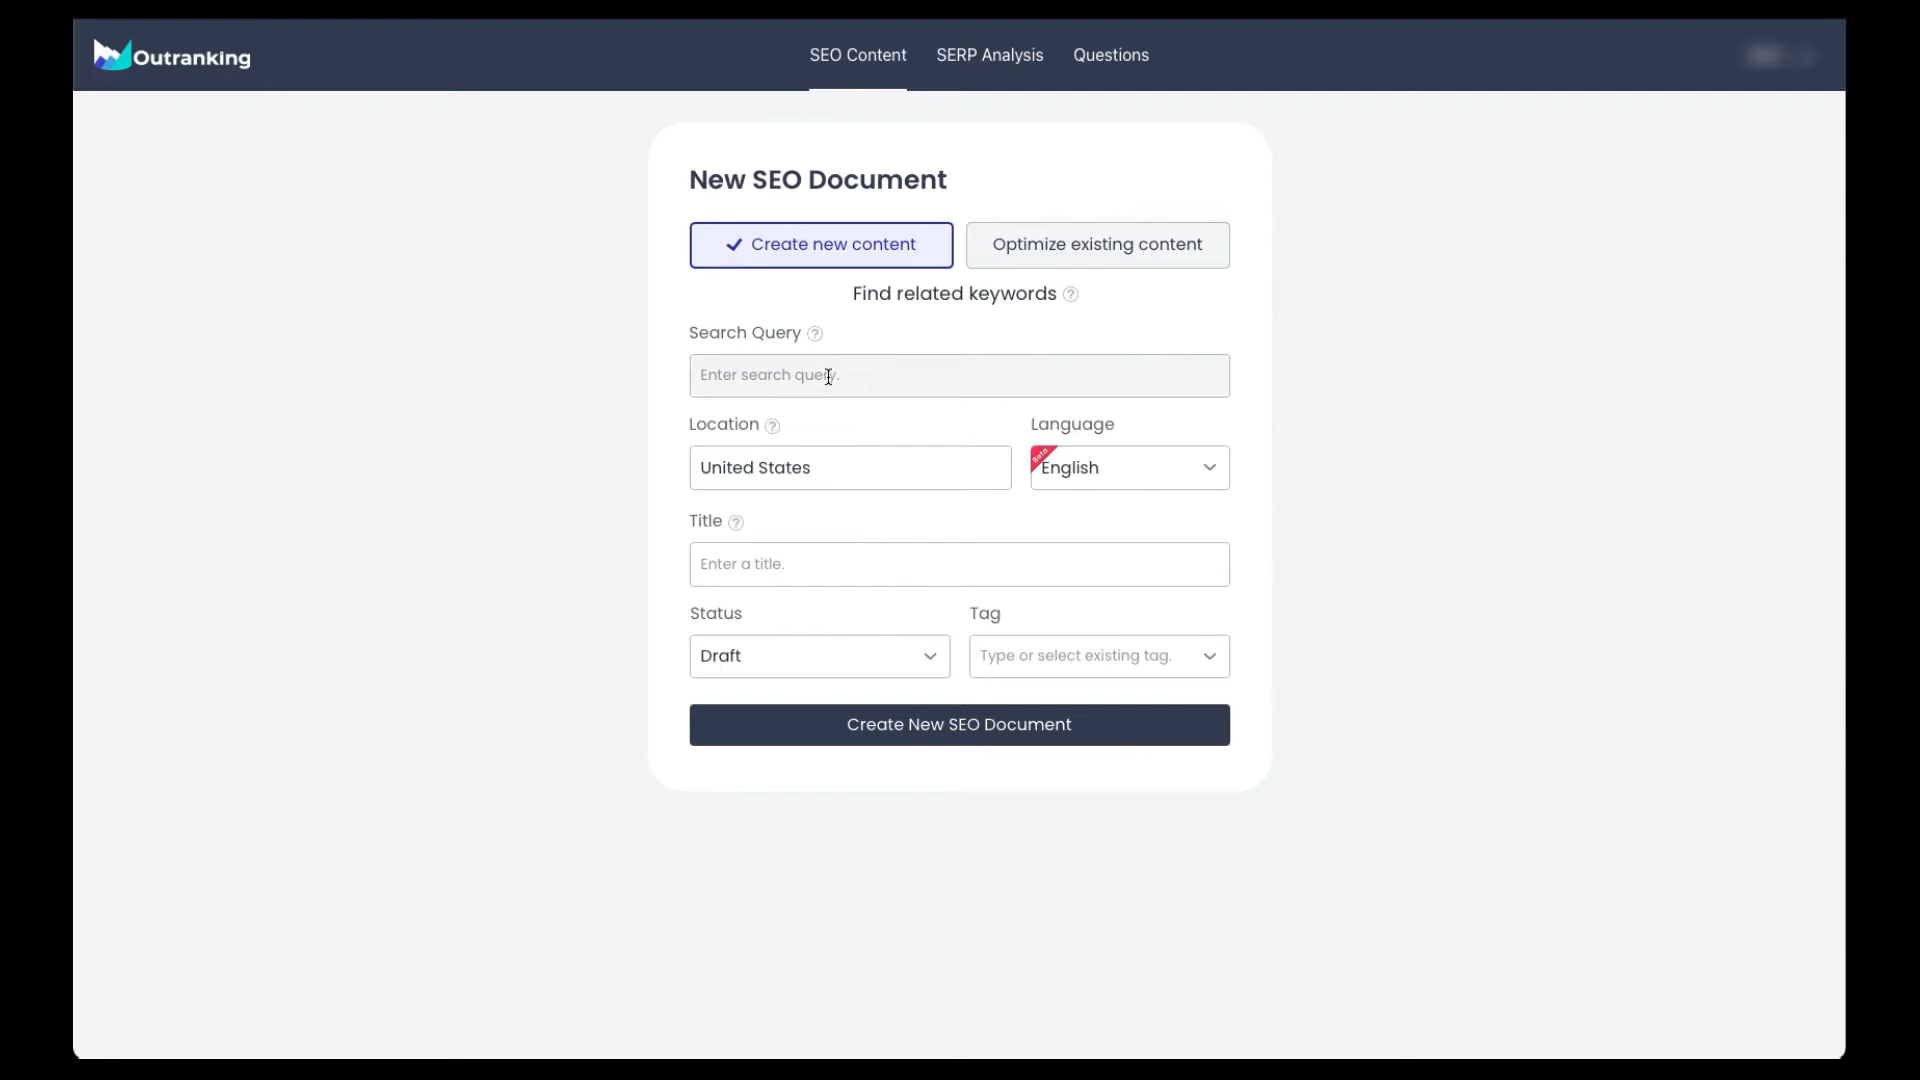 Outranking
SEO Content SERP Analysis Questions
New SEO Document
Create new content Optimize existing content
Find related keywords ?
Search Query ?
Enter search query.
Location ? Language
United States Beta English
Title ?
Enter a title.
Status Tag
Draft Type or select existing tag.
Create New SEO Document